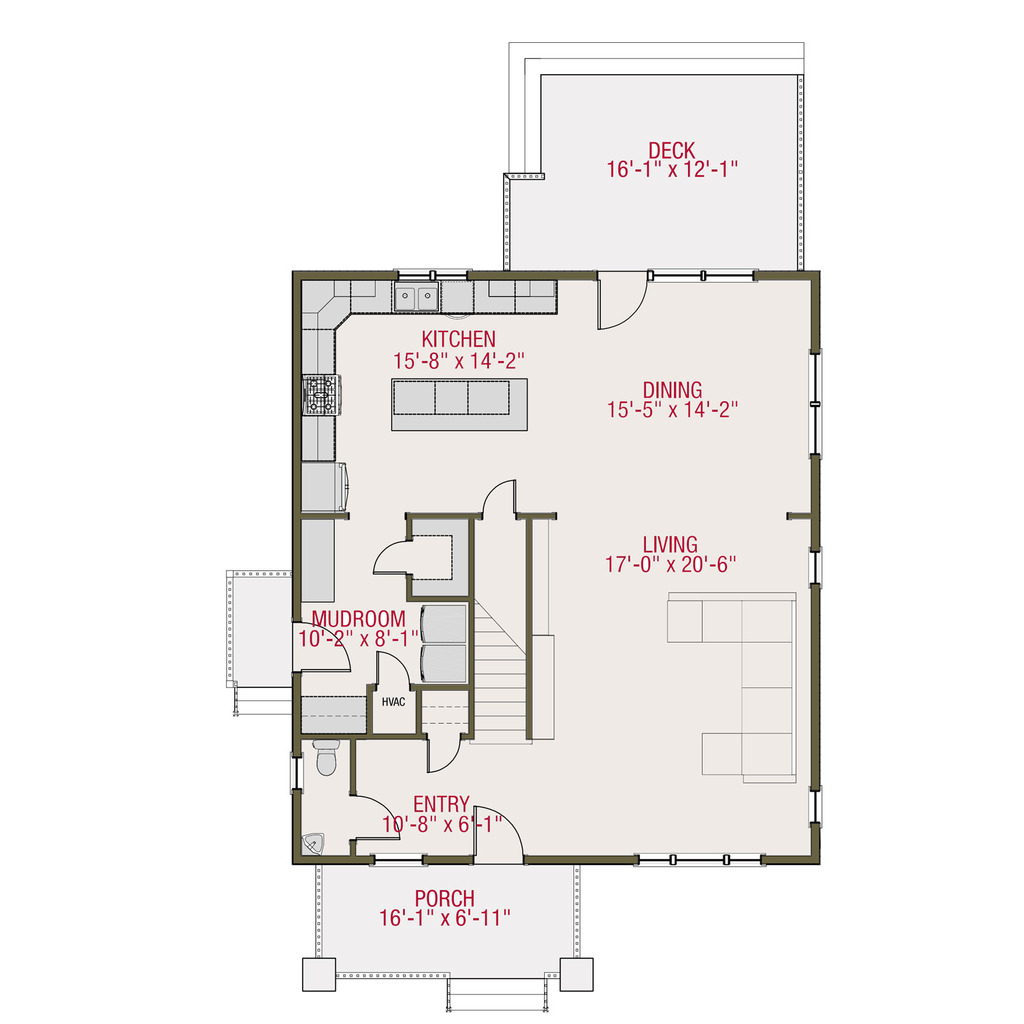 DECK
16'-1" x 12'-1"
KITCHEN
15'-8" x 14'-2"
DINING
15'-5" x 14'-2"
LIVING
17'-0" x 20'-6"
MUDROOM
10'-2" x 8'-1"
HVAC
ENTRY
10'-8" x 6'-1"
PORCH
16'-1" x 6'-11"